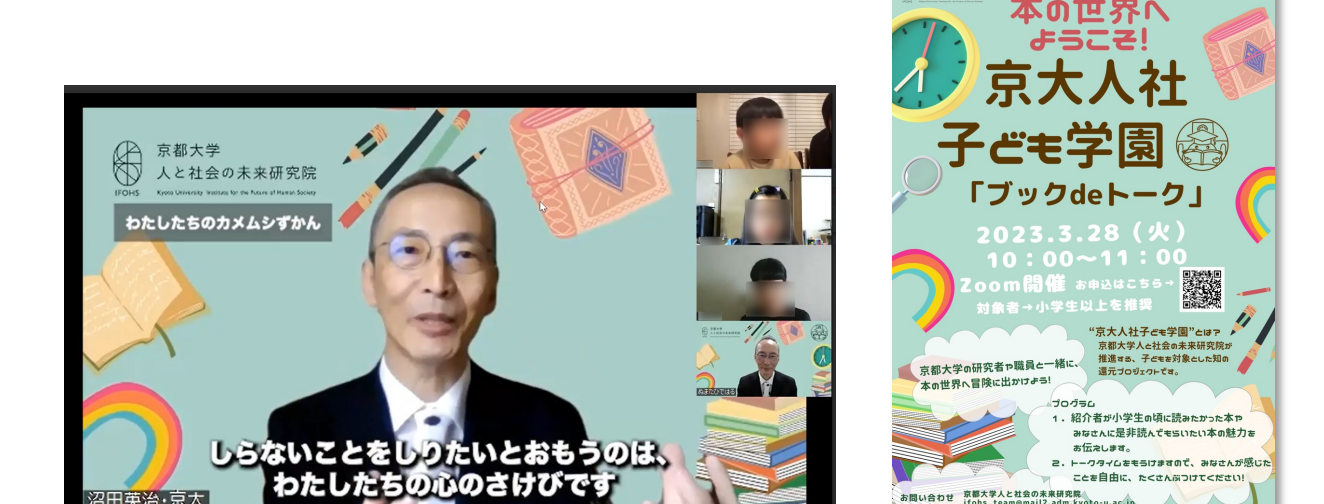 京都大学
人と社会の未来研究院
IFOHS
Kyoto University Institute for the Future of Human Society
わたしたちのカメムシずかん
しらないことをしりたいとおもうのは、
わたしたちの心のさけびです
沼田英治・京大
ぬまたひではる
本の世界へ
ようこそ!
京大人社
子ども学園
「ブックdeトーク」
2023.3.28(火)
10:00〜11:00
Zoom開催 お申込はこちら→
対象者→小学生以上を推奨
“京大人社子ども学園”とは?
京都大学人と社会の未来研究院が
推進する、子どもを対象とした知の
還元プロジェクトです。
京都大学の研究者や職員と一緒に、
本の世界へ冒険に出かけよう!
プログラム
1.紹介者が小学生の頃に読みたかった本や
みなさんに是非読んでもらいたい本の魅力を
お伝えします。
2.トークタイムをもうけますので、みなさんが感じた
ことを自由に、たくさんぶつけてください!
お問い合わせ 京都大学人と社会の未来研究院
ifohs_team@mail2.adm.kyoto-u.ac.jp